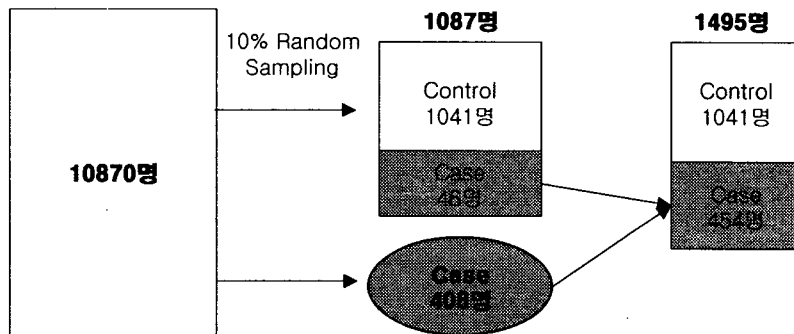 10870명
10% Random
Sampling
1087명
Control
1041명
Case
46명
Case
408명
1495명
Control
1041명
Case
454명